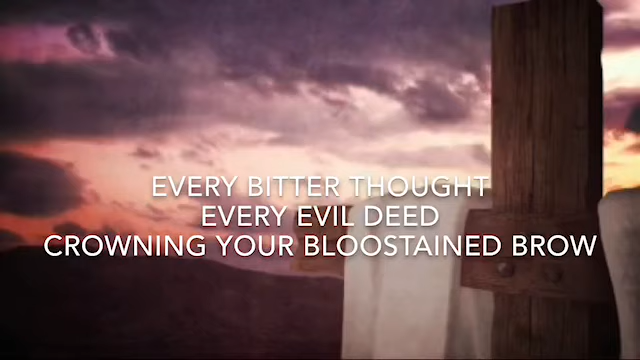 EVERY BITTER THOUGHT
EVERY EVIL DEED
CROWNING YOUR BLOOSTAINED BROW